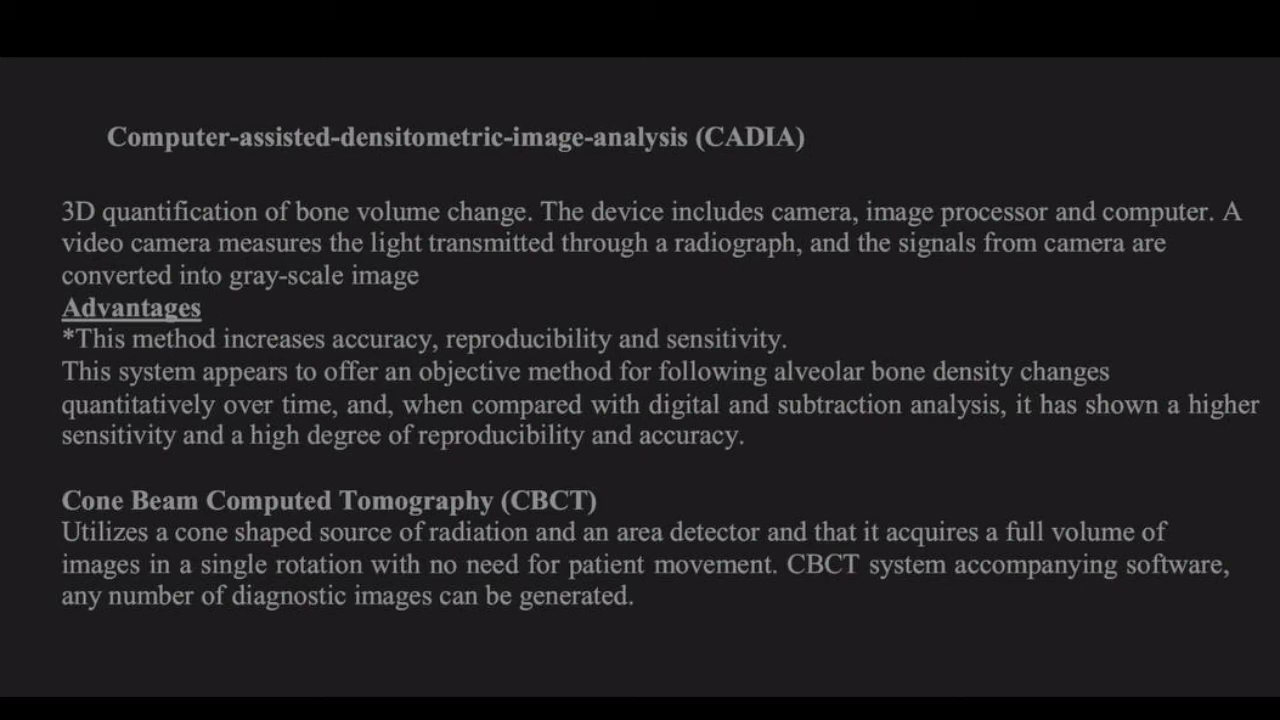 Computer-assisted-densitometric-image-analysis (CADIA)
3D quantification of bone volume change. The device includes camera, image processor and computer. A
video camera measures the light transmitted through a radiograph, and the signals from camera are
converted into gray-scale image
Advantages
*This method increases accuracy, reproducibility and sensitivity.
This system appears to offer an objective method for following alveolar bone density changes
quantitatively over time, and, when compared with digital and subtraction analysis, it has shown a higher
sensitivity and a high degree of reproducibility and accuracy.
Cone Beam Computed Tomography (CBCT)
Utilizes a cone shaped source of radiation and an area detector and that it acquires a full volume of
images in a single rotation with no need for patient movement. CBCT system accompanying software,
any number of diagnostic images can be generated.